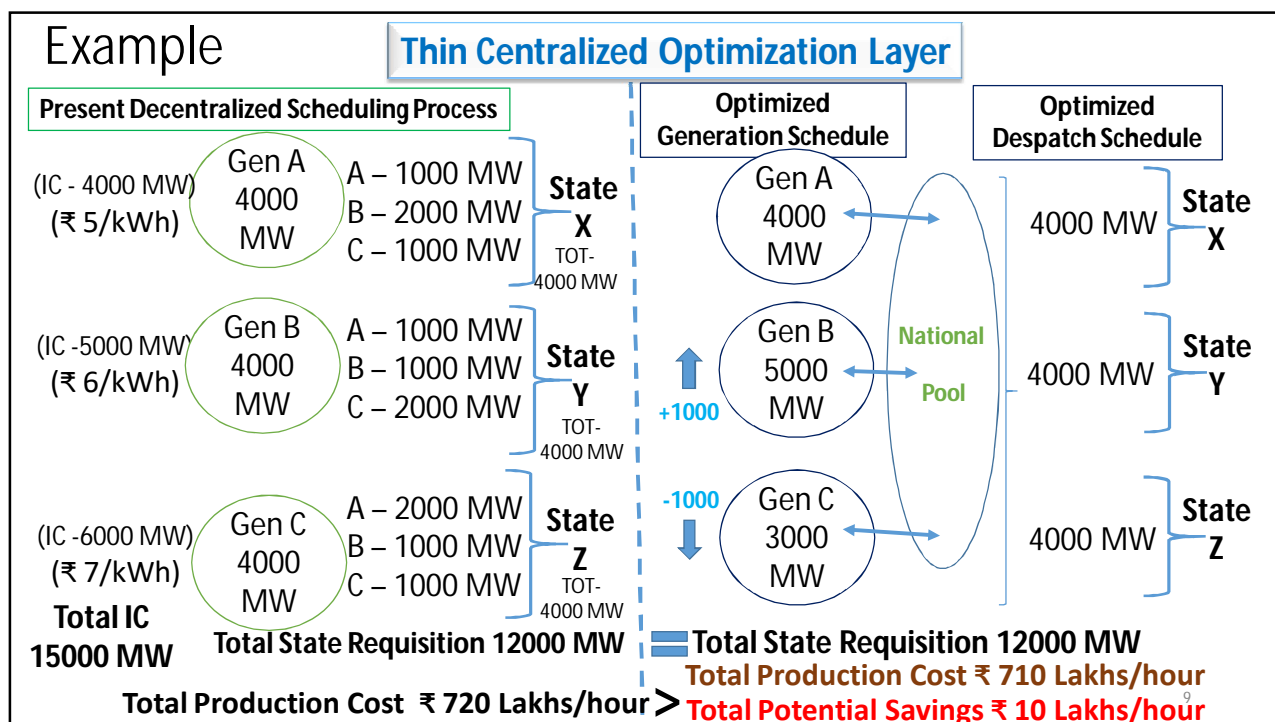 Example
Thin Centralized Optimization Layer
Present Decentralized Scheduling Process
(IC - 4000 MW)
(₹ 5/kWh)
Gen A
4000
MW
A – 1000 MW
B – 2000 MW
C – 1000 MW
State
X
TOT-
4000 MW
(IC -5000 MW)
(₹ 6/kWh)
Gen B
4000
MW
A – 1000 MW
B – 1000 MW
C – 2000 MW
State
Y
TOT-
4000 MW
(IC -6000 MW)
(₹ 7/kWh)
Gen C
4000
MW
A – 2000 MW
B – 1000 MW
C – 1000 MW
State
Z
TOT-
4000 MW
Total IC
15000 MW
Total State Requisition 12000 MW
Total Production Cost ₹ 720 Lakhs/hour
Optimized
Generation Schedule
Optimized
Despatch Schedule
Gen A
4000
MW
+1000
Gen B
5000
MW
-1000
Gen C
3000
MW
National
Pool
4000 MW
State
X
4000 MW
State
Y
4000 MW
State
Z
= Total State Requisition 12000 MW
> Total Production Cost ₹ 710 Lakhs/hour
Total Potential Savings ₹ 10 Lakhs/hour
9